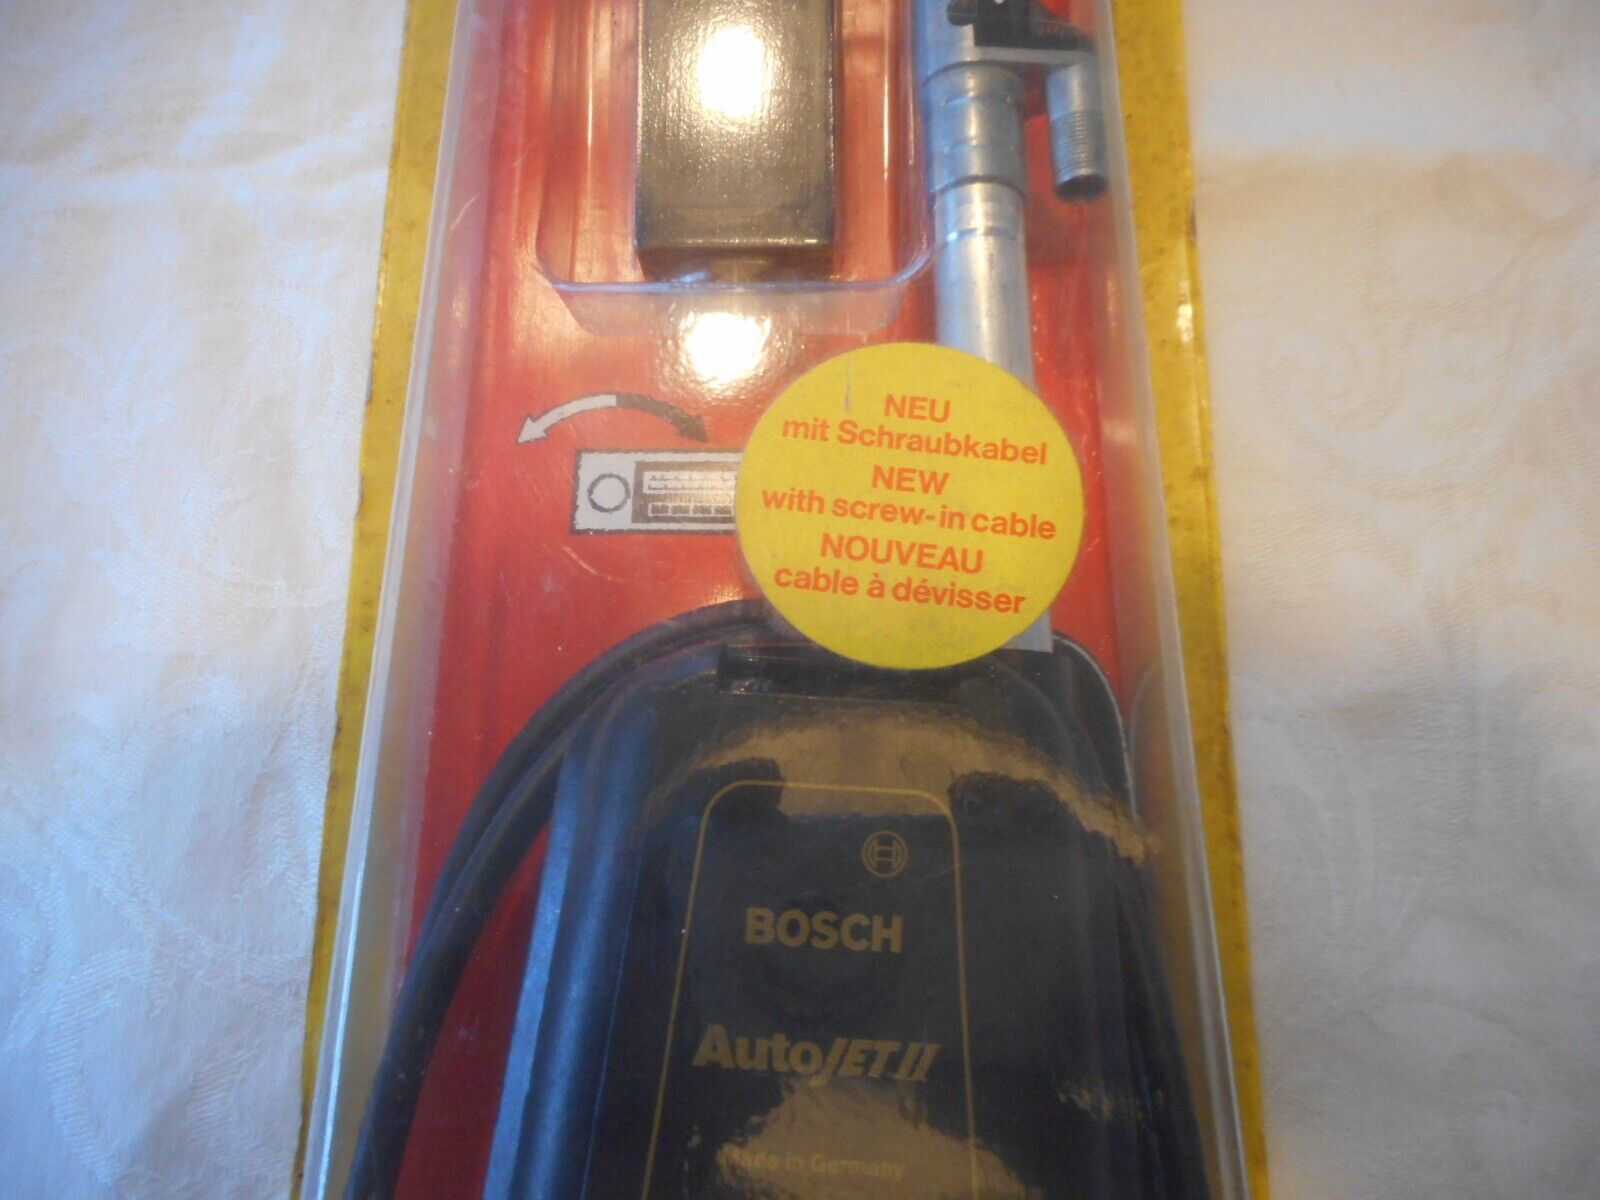 NEU
mit Schraubkabel
NEW
with screw-in cable
NOUVEAU
cable à dévisser
BOSCH
AutoJET II
Made in Germany